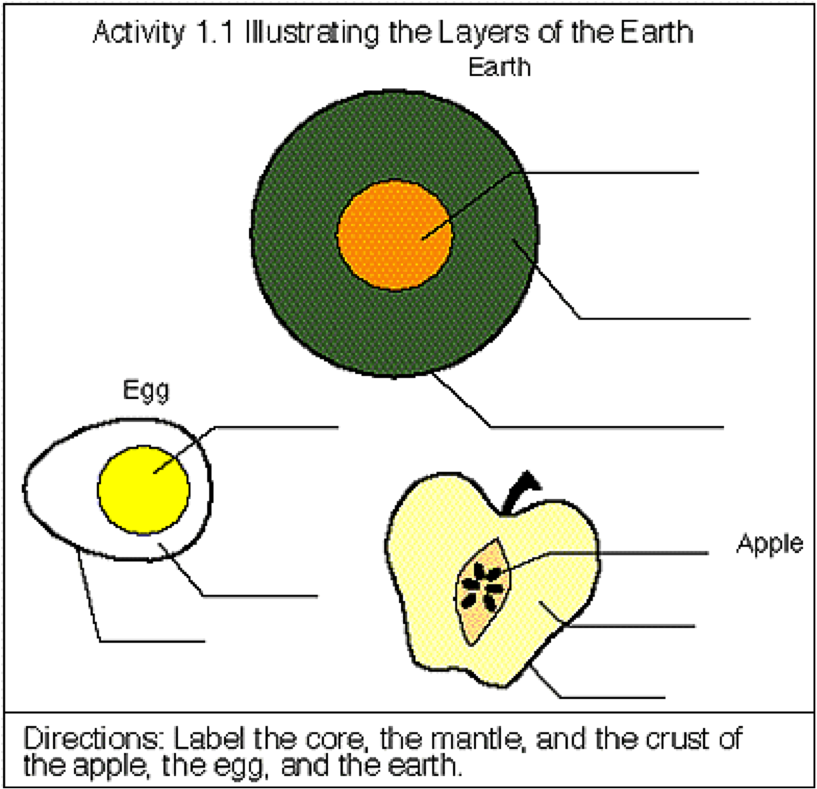 Activity 1.1 Illustrating the Layers of the Earth
Earth
Egg
Apple
Directions: Label the core, the mantle, and the crust of
the apple, the egg, and the earth.